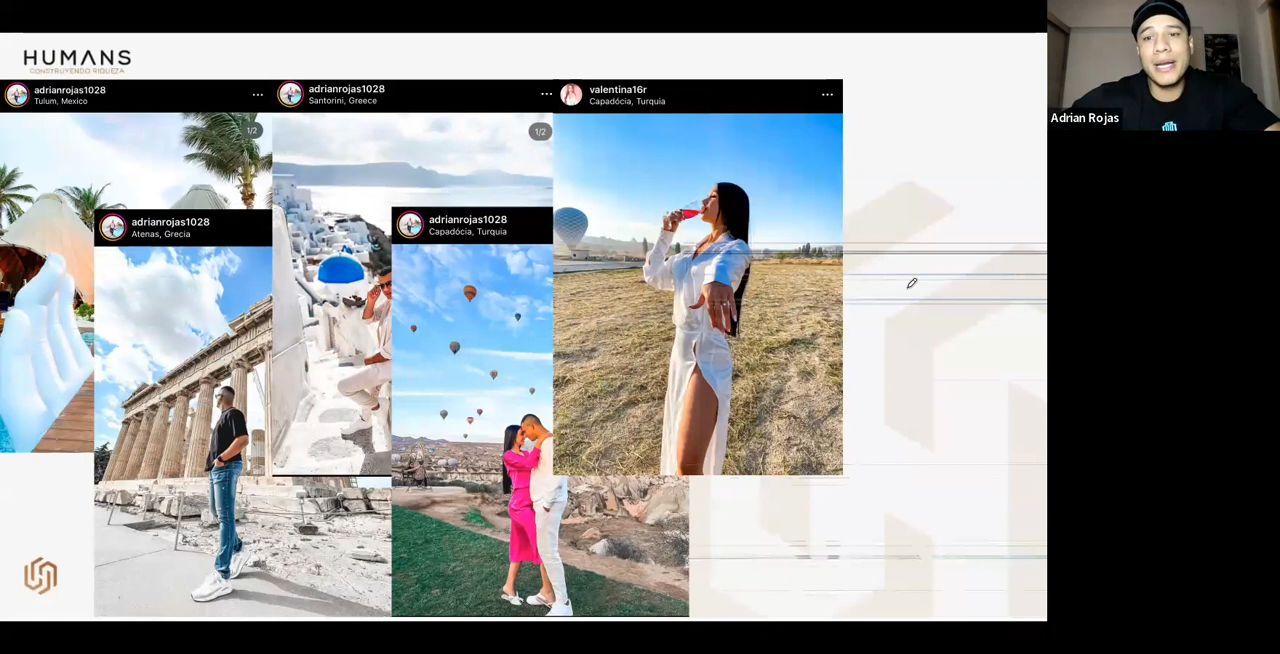 HUMANS
CONSTRUYENDO RIQUEZA
adrianrojas1028
Tulum, Mexico
1/2
adrianrojas1028
Santorini, Greece
1/2
valentina16r
Capadócia, Turquia
adrianrojas1028
Atenas, Grecia
adrianrojas1028
Capadócia, Turquia
Adrian Rojas